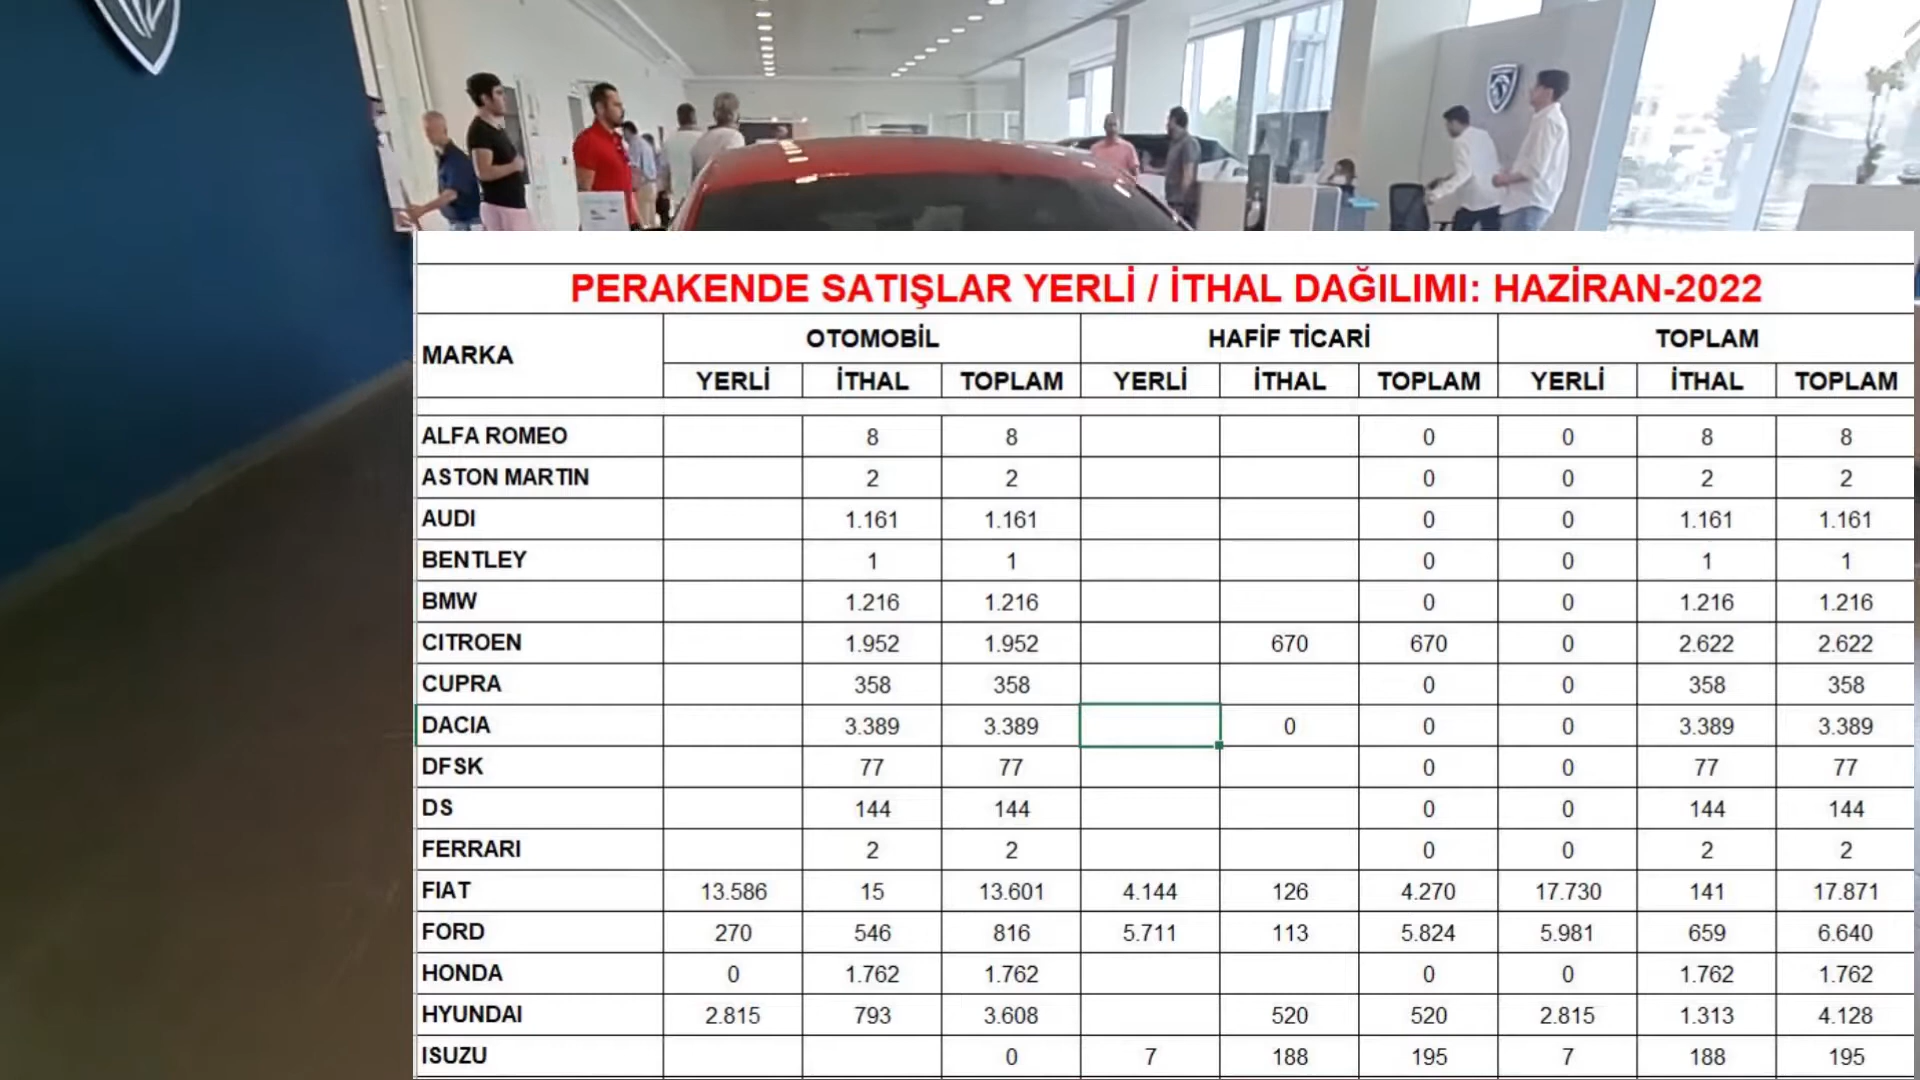 PERAKENDE SATIŞLAR YERLİ / İTHAL DAĞILIMI: HAZİRAN-2022
MARKA OTOMOBİL HAFİF TİCARİ TOPLAM
YERLİ İTHAL TOPLAM YERLİ İTHAL TOPLAM YERLİ İTHAL TOPLAM
ALFA ROMEO 8 8 0 0 8 8
ASTON MARTIN 2 2 0 0 2 2
AUDI 1.161 1.161 0 0 1.161 1.161
BENTLEY 1 1 0 0 1 1
BMW 1.216 1.216 0 0 1.216 1.216
CITROEN 1.952 1.952 670 670 0 2.622 2.622
CUPRA 358 358 0 0 358 358
DACIA 3.389 3.389 0 0 0 3.389 3.389
DFSK 77 77 0 0 77 77
DS 144 144 0 0 144 144
FERRARI 2 2 0 0 2 2
FIAT 13.586 15 13.601 4.144 126 4.270 17.730 141 17.871
FORD 270 546 816 5.711 113 5.824 5.981 659 6.640
HONDA 0 1.762 1.762 0 0 1.762 1.762
HYUNDAI 2.815 793 3.608 520 520 2.815 1.313 4.128
ISUZU 0 7 188 195 7 188 195